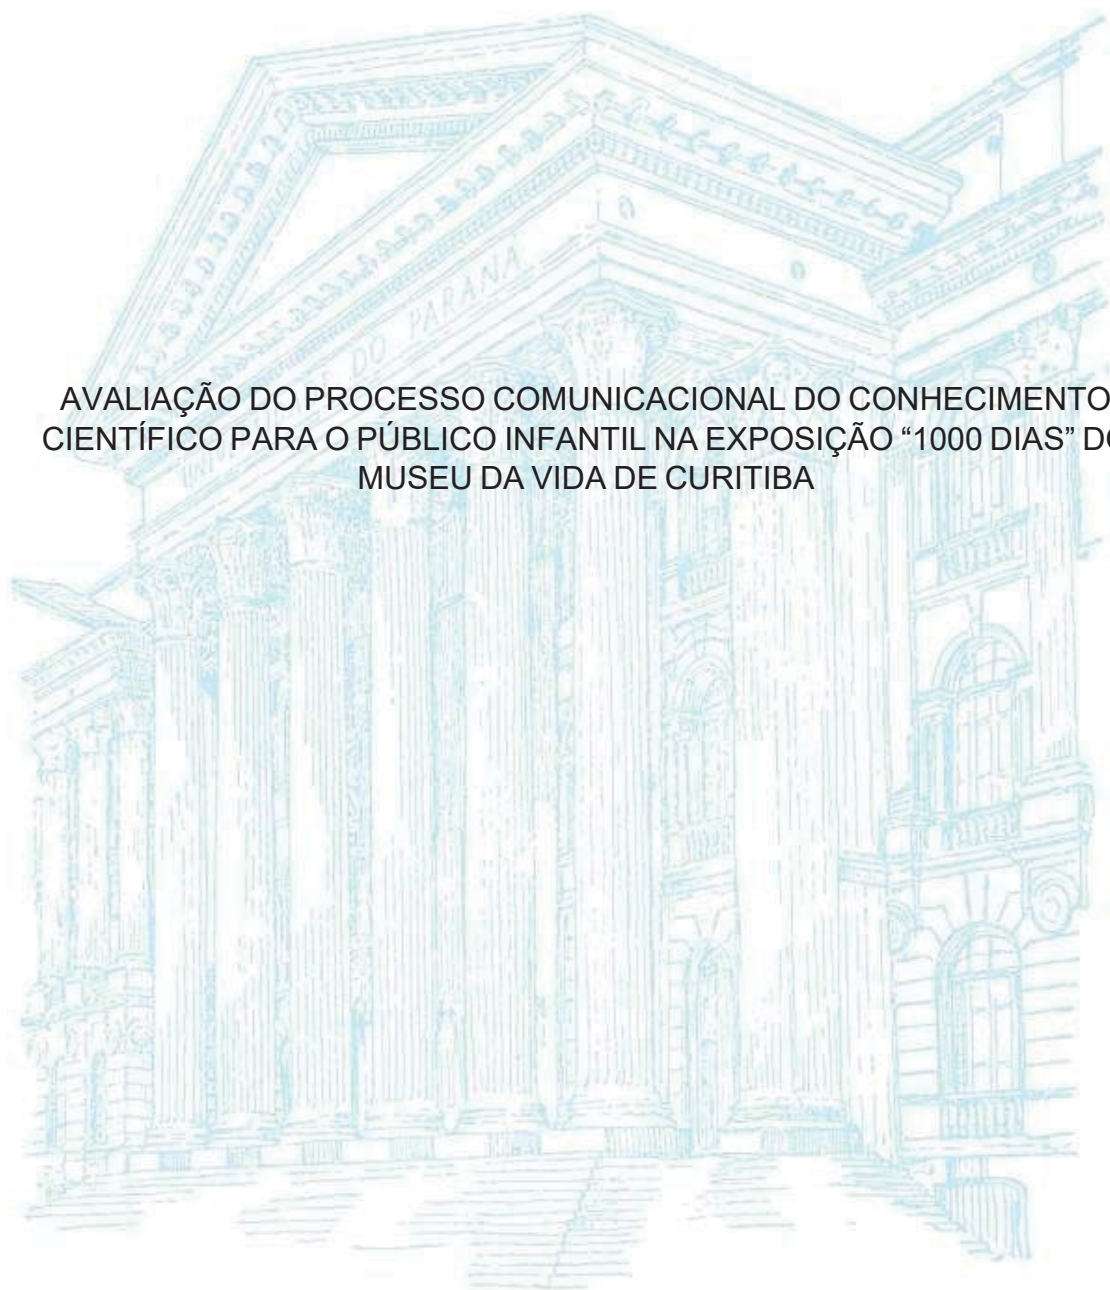 DO PARANA
AVALIAÇÃO DO PROCESSO COMUNICACIONAL DO CONHECIMENTO
CIENTÍFICO PARA O PÚBLICO INFANTIL NA EXPOSIÇÃO “1000 DIAS” DO
MUSEU DA VIDA DE CURITIBA